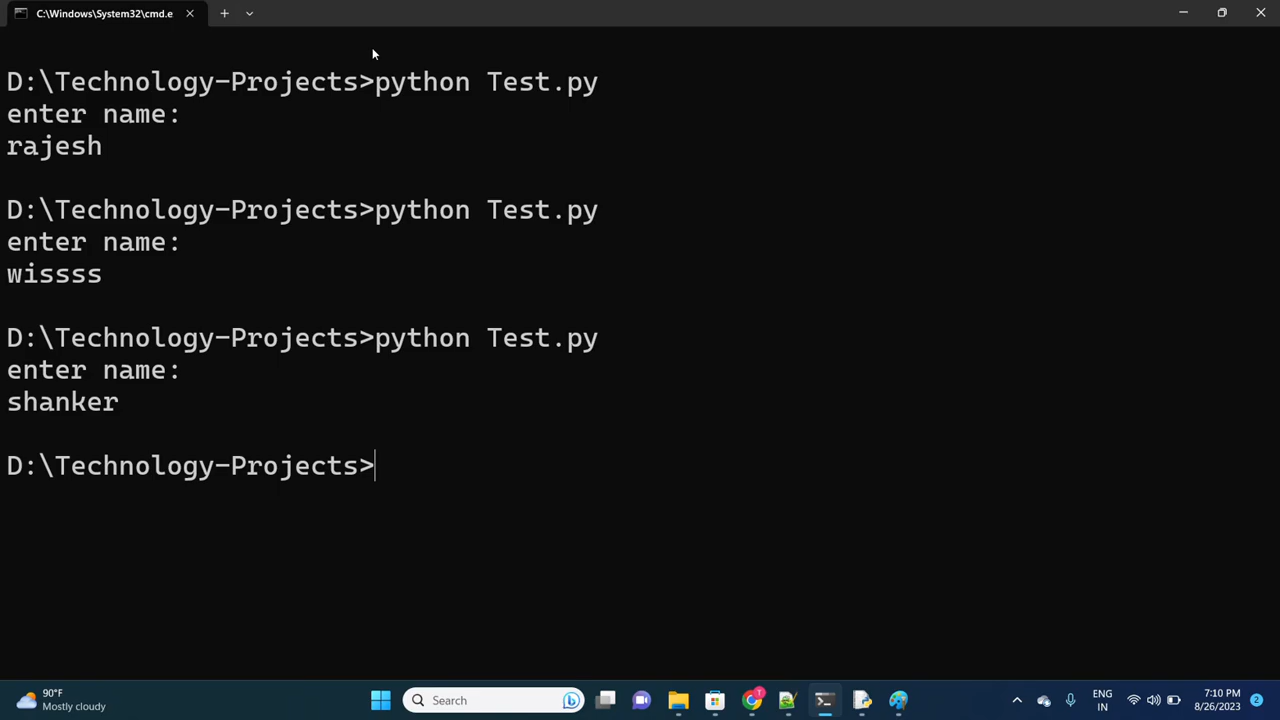 C:\Windows\System32\cmd.e
D:\Technology-Projects>python Test.py
enter name:
rajesh
D:\Technology-Projects>python Test.py
enter name:
wissss
D:\Technology-Projects>python Test.py
enter name:
shanker
D:\Technology-Projects>
90°F
Mostly cloudy
Search
T
ENG
IN
7:10 PM
8/26/2023
2